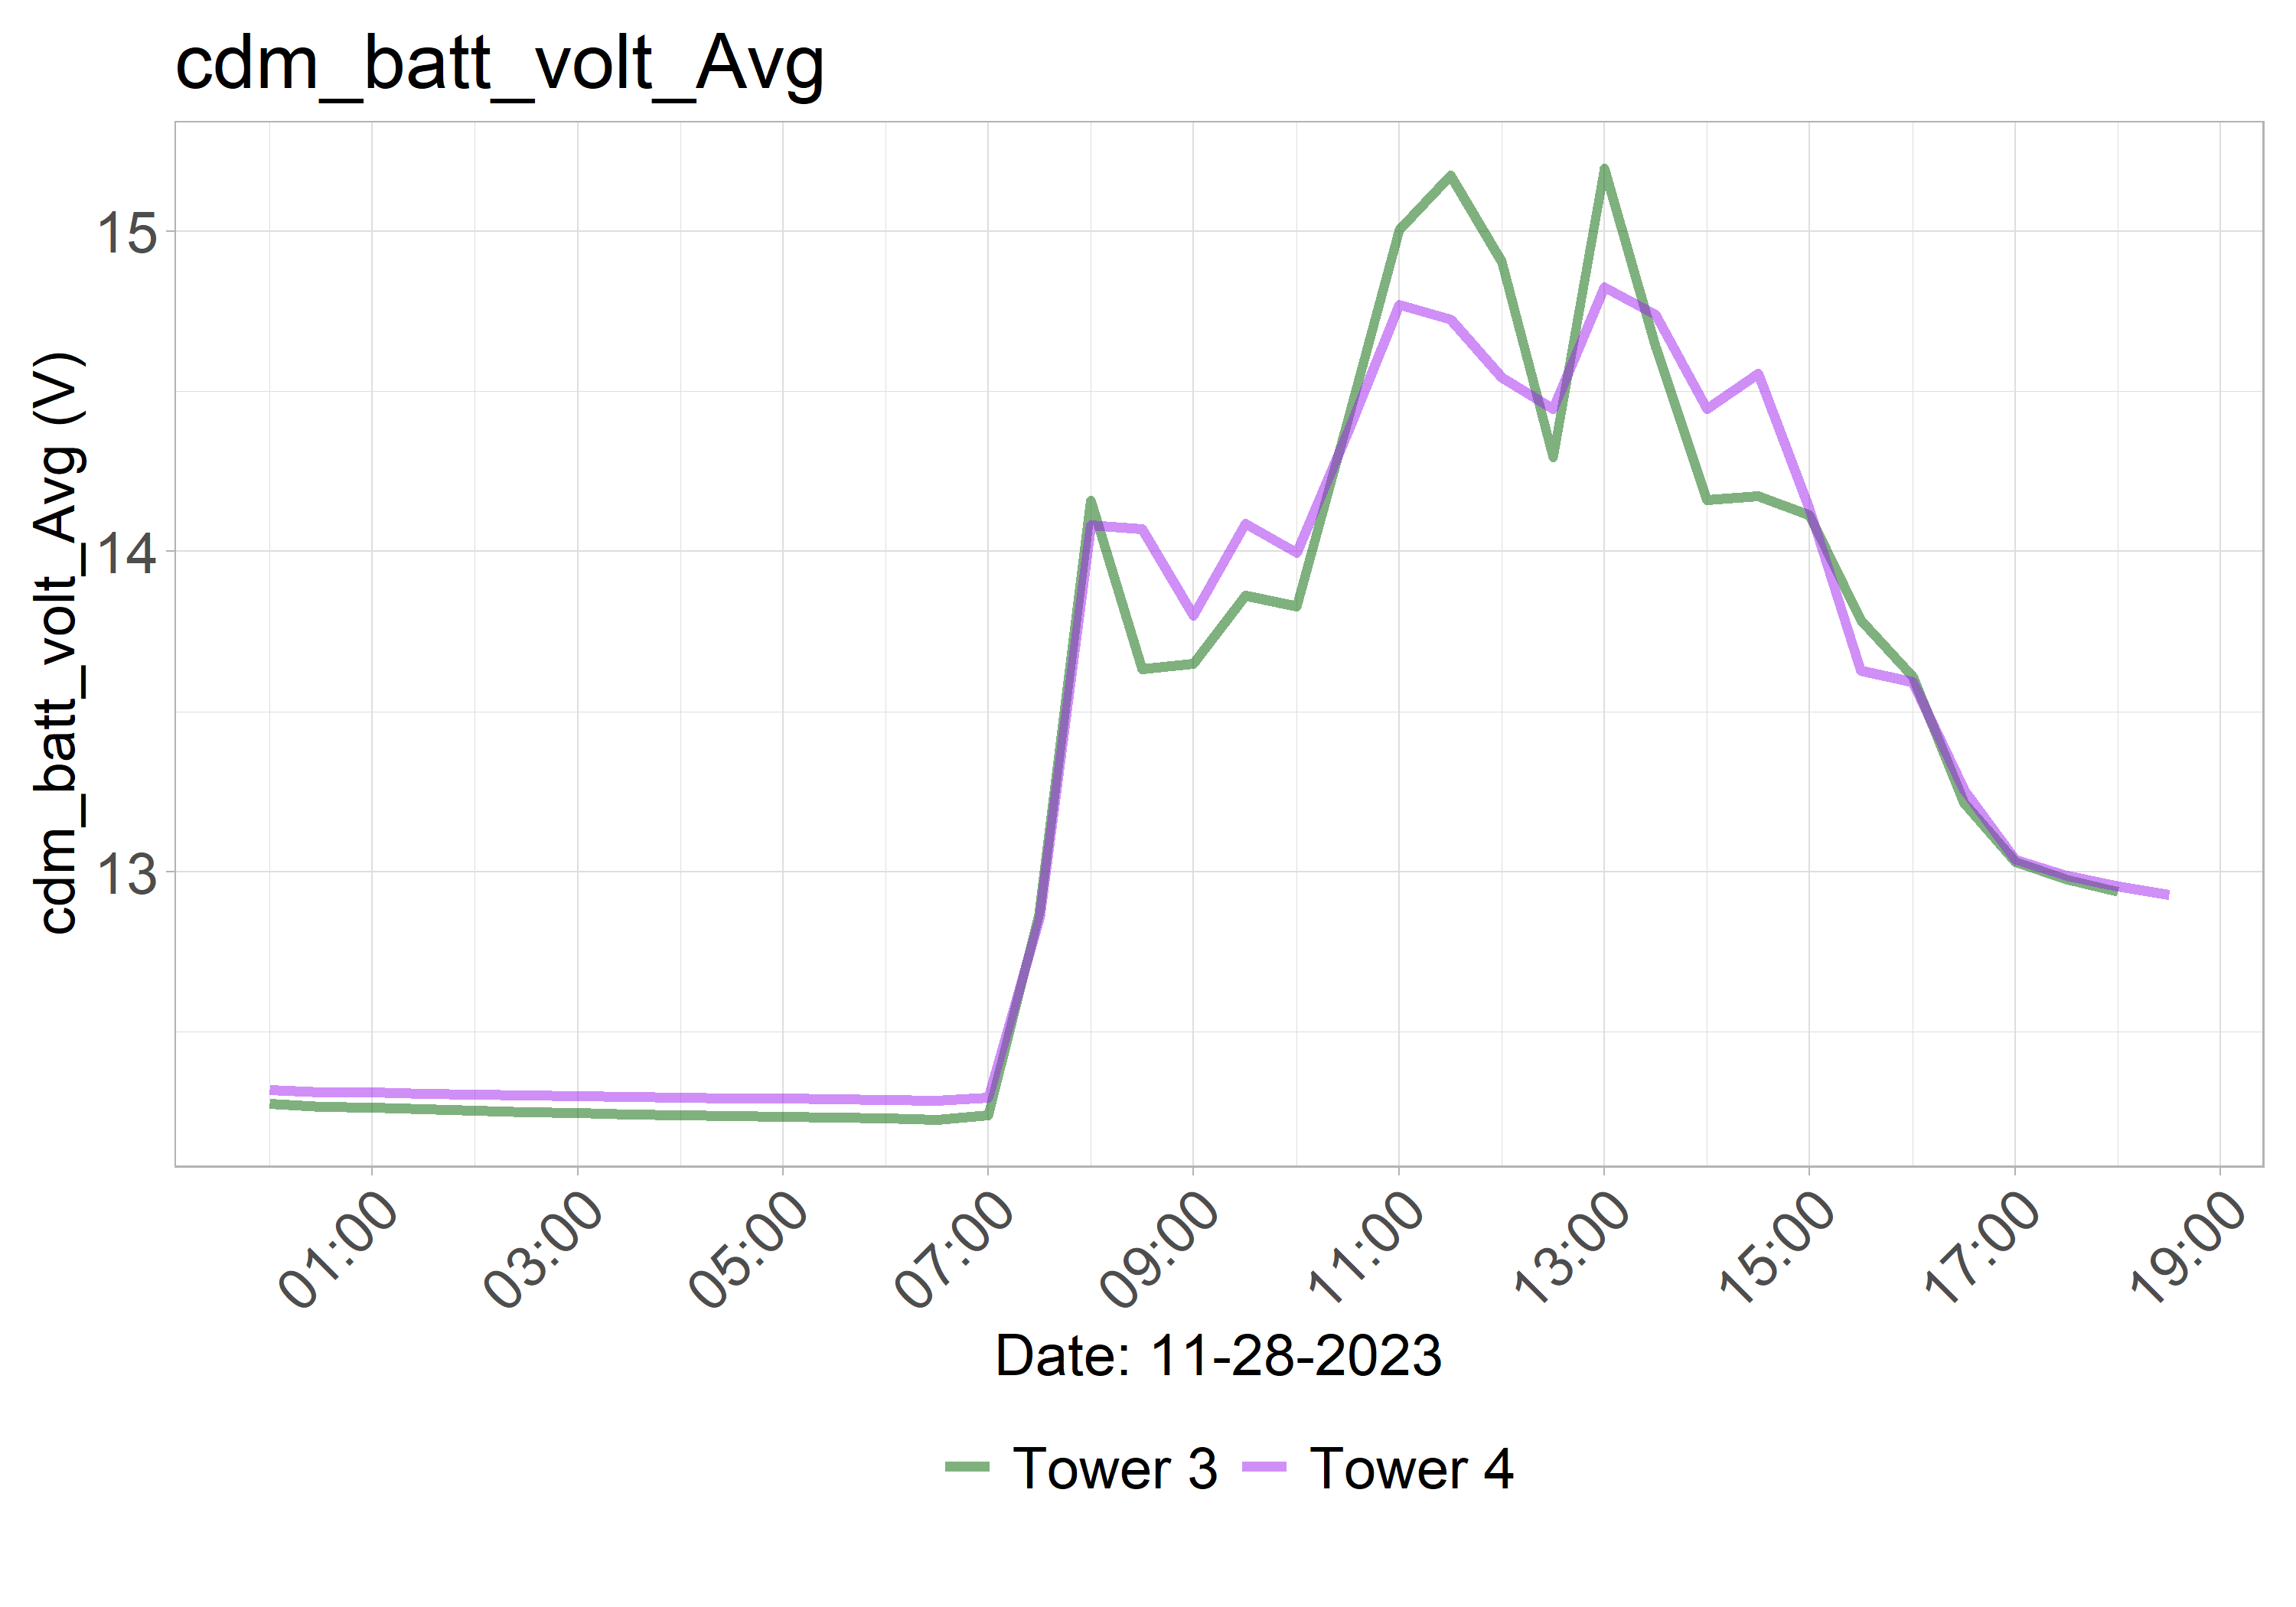 cdm_batt_volt_Avg
cdm_batt_volt_Avg (V)
15
14
13
01:00 03:00 05:00 07:00 09:00 11:00 13:00 15:00 17:00 19:00
Date: 11-28-2023
Tower 3 Tower 4